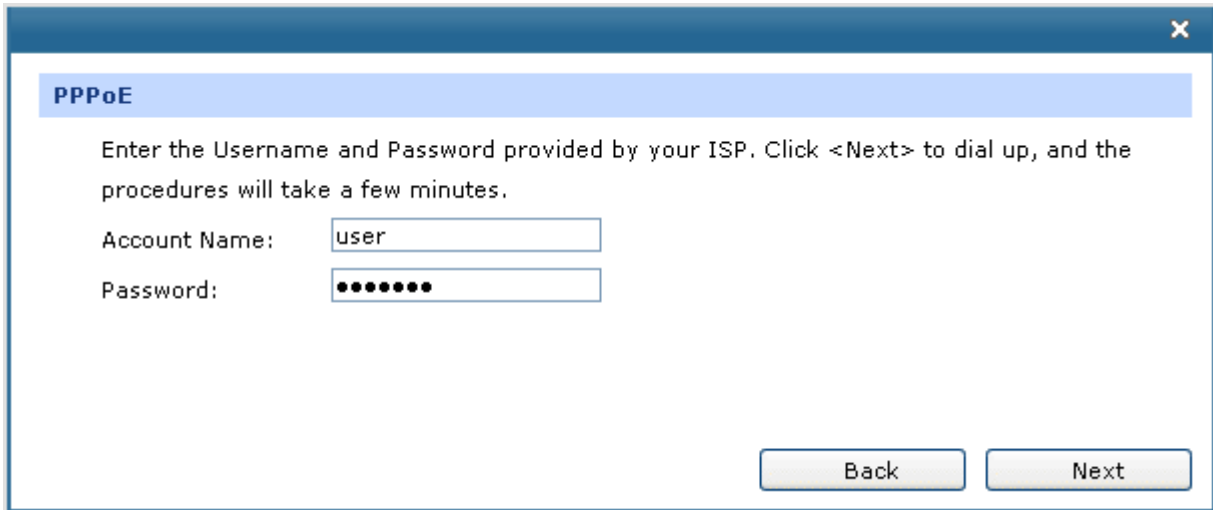 PPPoE
Enter the Username and Password provided by your ISP. Click <Next> to dial up, and the
procedures will take a few minutes.
Account Name: user
Password: •••••••
Back Next